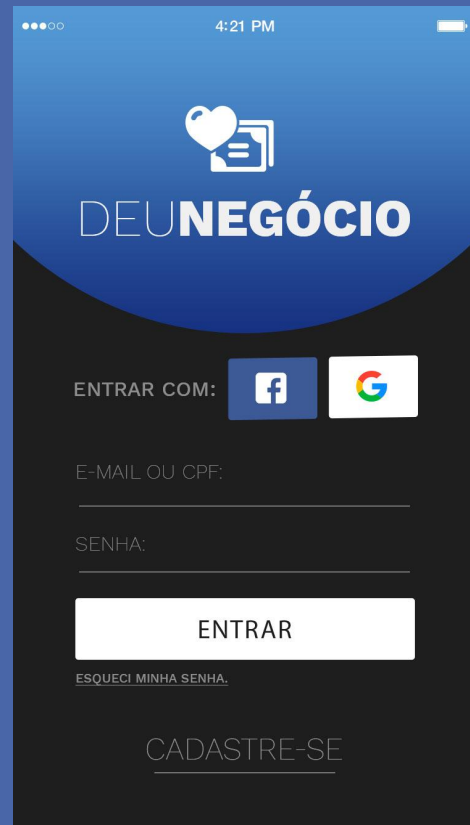 4:21 PM
DEUNEGÓCIO
ENTRAR COM:
E-MAIL OU CPF:
SENHA:
ENTRAR
ESQUECI MINHA SENHA.
CADASTRE-SE